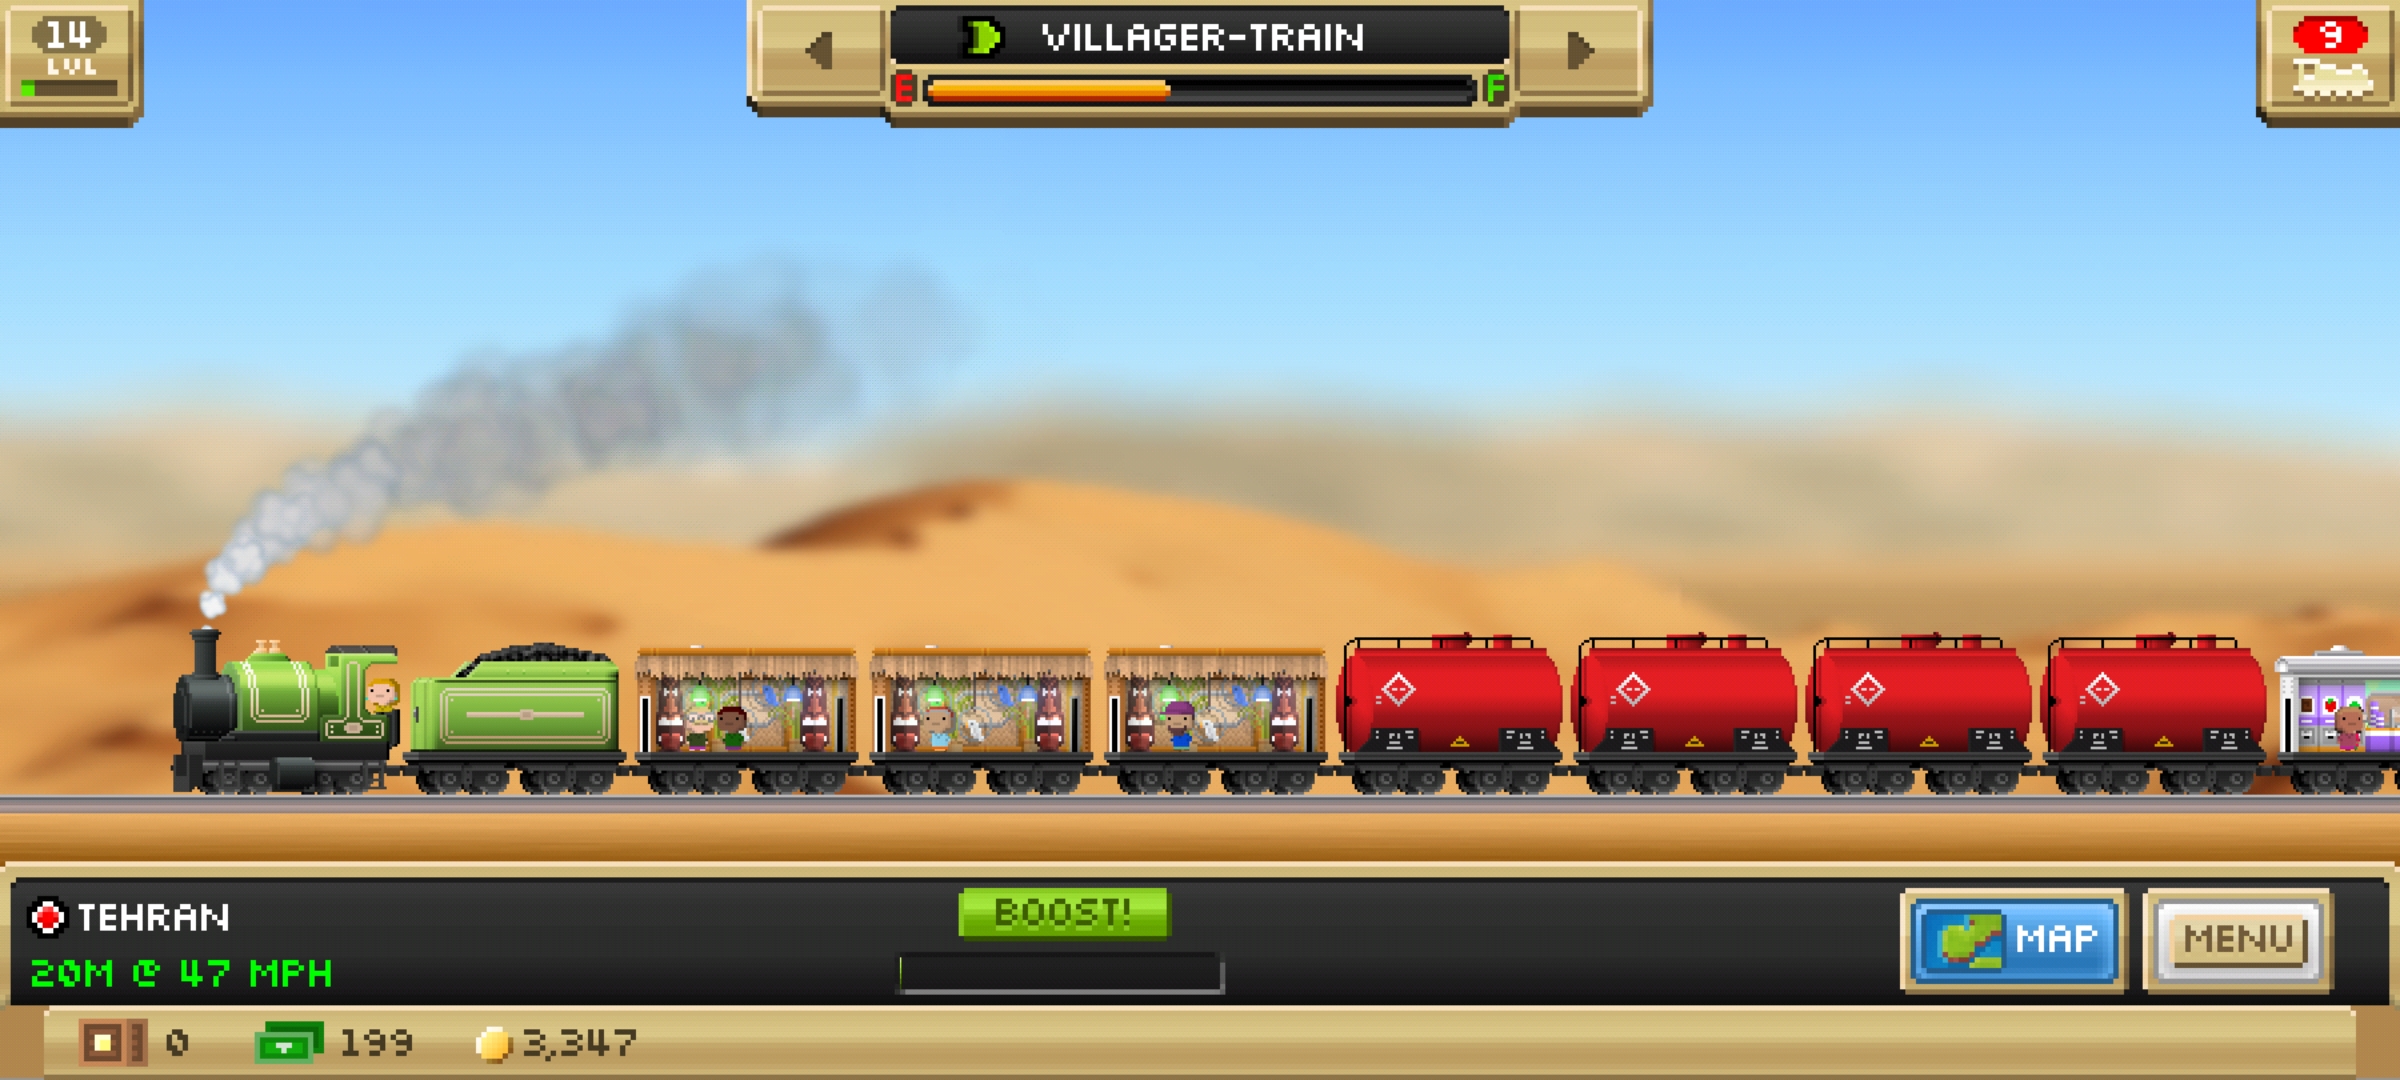 14
LVL
VILLAGER-TRAIN
E F
9
TEHRAN
20M @ 47 MPH
BOOST!
MAP
MENU
0
199
3,347